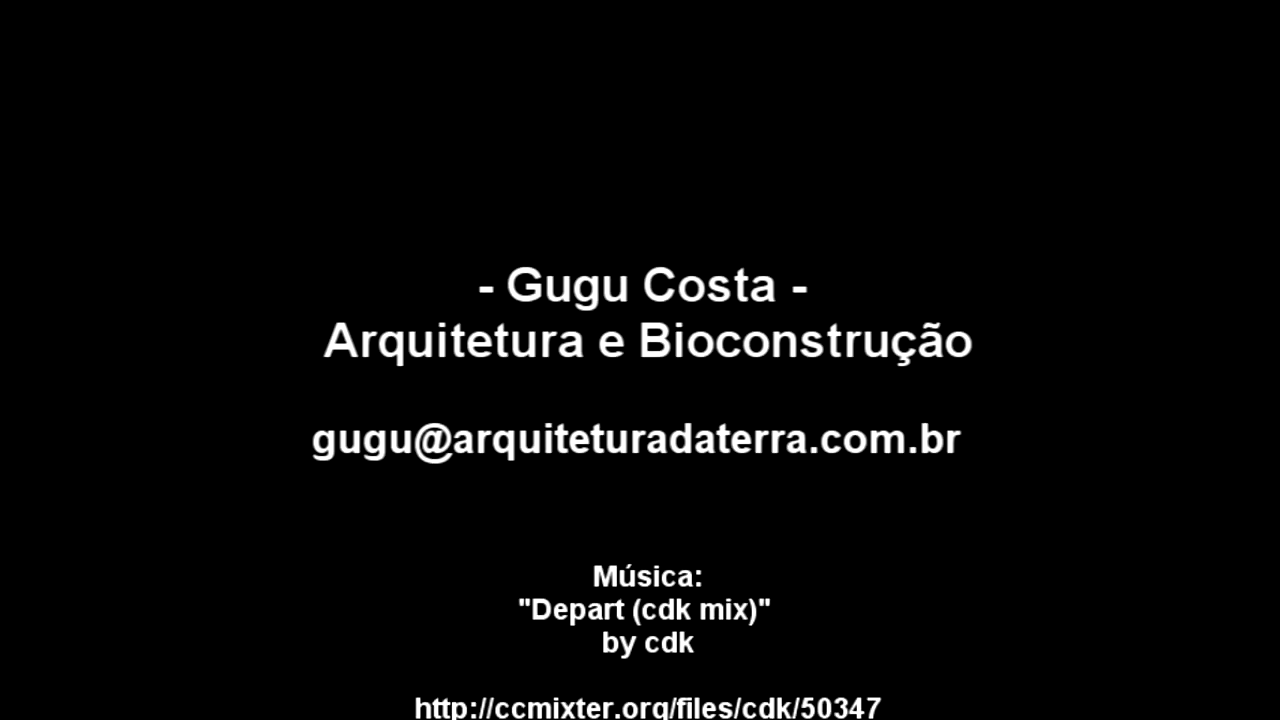 - Gugu Costa -
Arquitetura e Bioconstrução
gugu@arquiteturadaterra.com.br
Música:
"Depart (cdk mix)"
by cdk
http://ccmixter.org/files/cdk/50347